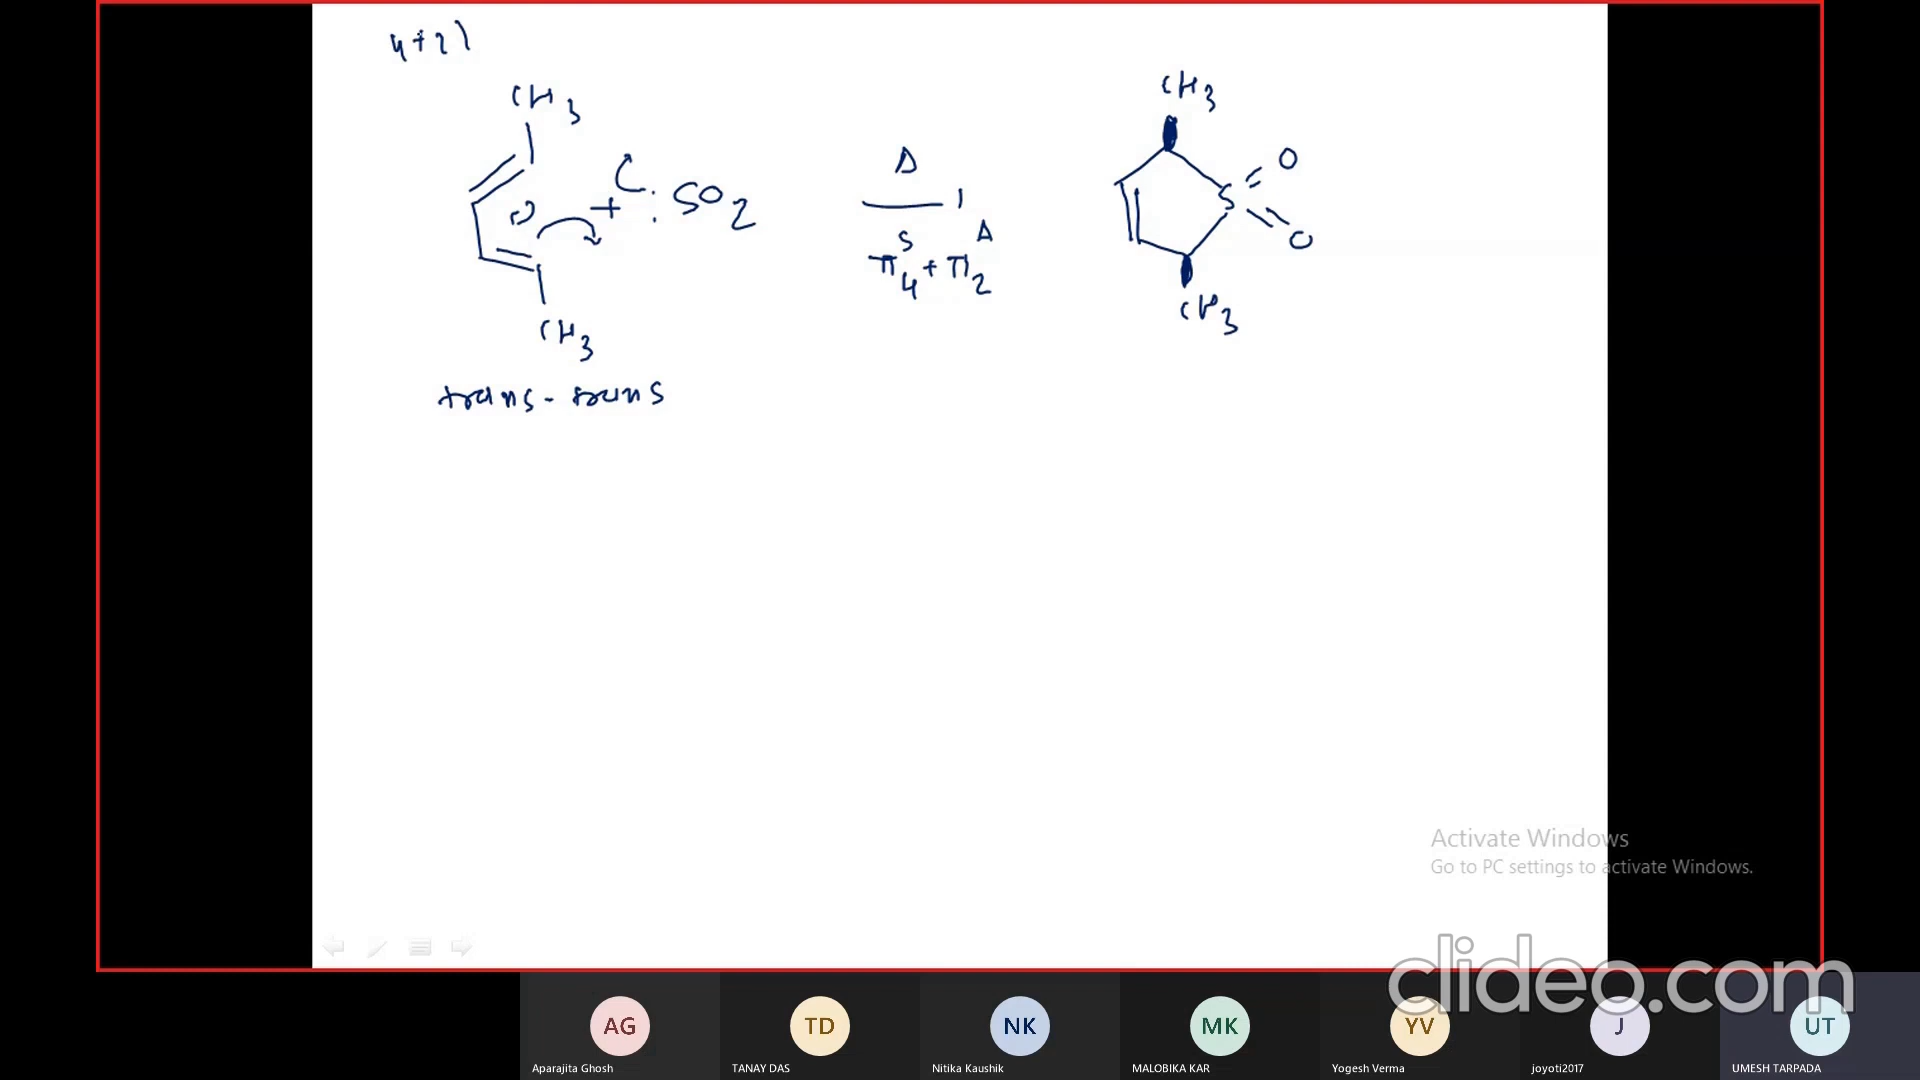 4+2)
CH3
CH3
Δ
O
+ :SO2
S
O
S A
π4 + π2
CH3
CH3
trans-trans
Activate Windows
Go to PC settings to activate Windows.
clideo.com
AG TD NK MK YV J UT
Aparajita Ghosh TANAY DAS Nitika Kaushik MALOBIKA KAR Yogesh Verma joyoti2017 UMESH TARPADA